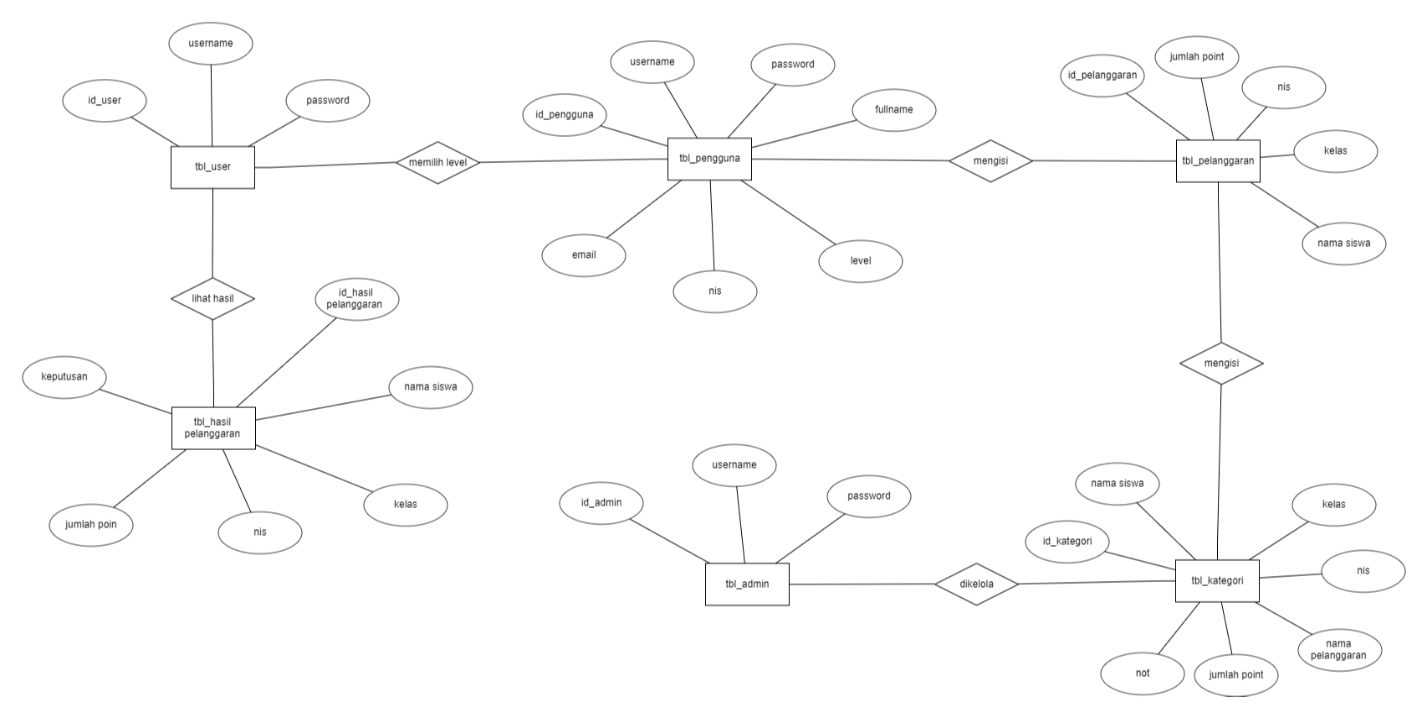 username
id_user
password
tbl_user
memilih level
username
password
id_pengguna
fullname
tbl_pengguna
email
nis
level
mengisi
id_pelanggaran
jumlah point
nis
kelas
tbl_pelanggaran
nama siswa
lihat hasil
id_hasil
pelanggaran
keputusan
nama siswa
tbl_hasil
pelanggaran
jumlah poin
nis
kelas
mengisi
username
id_admin
password
tbl_admin
dikelola
nama siswa
kelas
id_kategori
nis
tbl_kategori
nama
pelanggaran
not
jumlah point